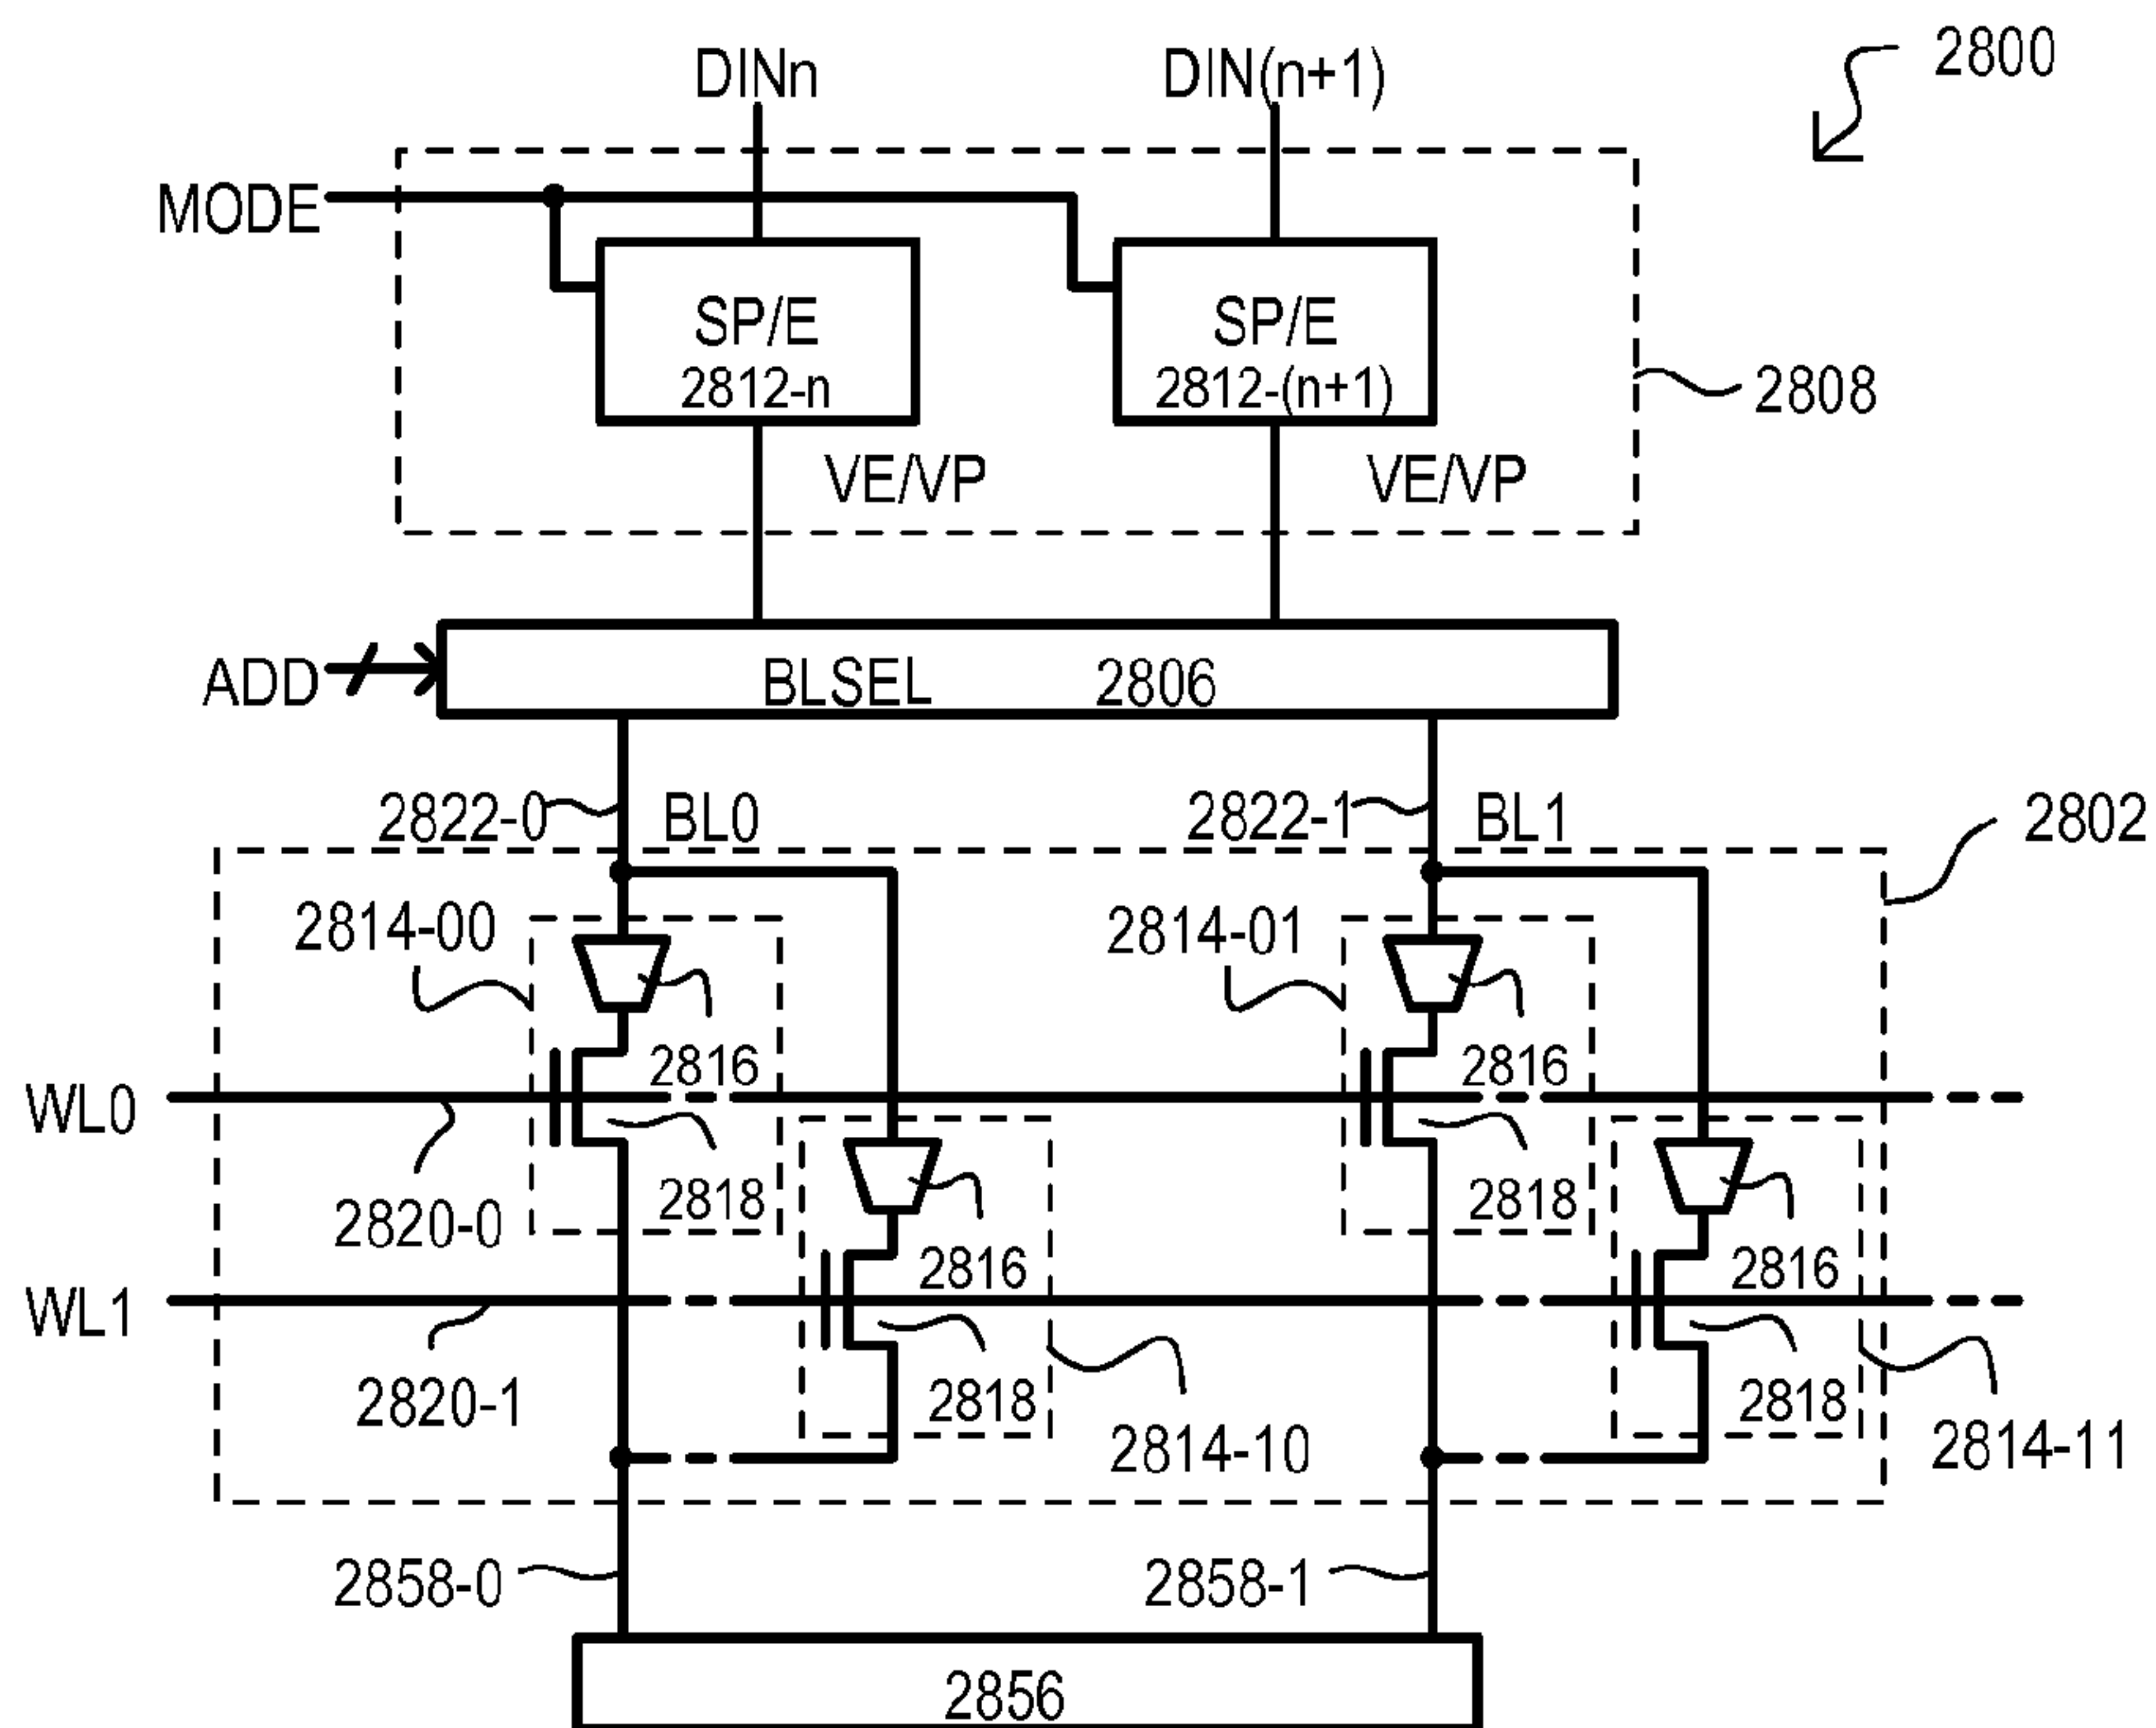 2800
DINn DIN(n+1)
MODE
SP/E SP/E
2812-n 2812-(n+1)
2808
VE/VP VE/VP
ADD BLSEL 2806
2822-0 BL0 2822-1 BL1 2802
2814-00 2814-01
2816 2816
WL0
2818 2818
2820-0
2816 2816
WL1
2820-1 2818 2818
2814-10 2814-11
2858-0 2858-1
2856